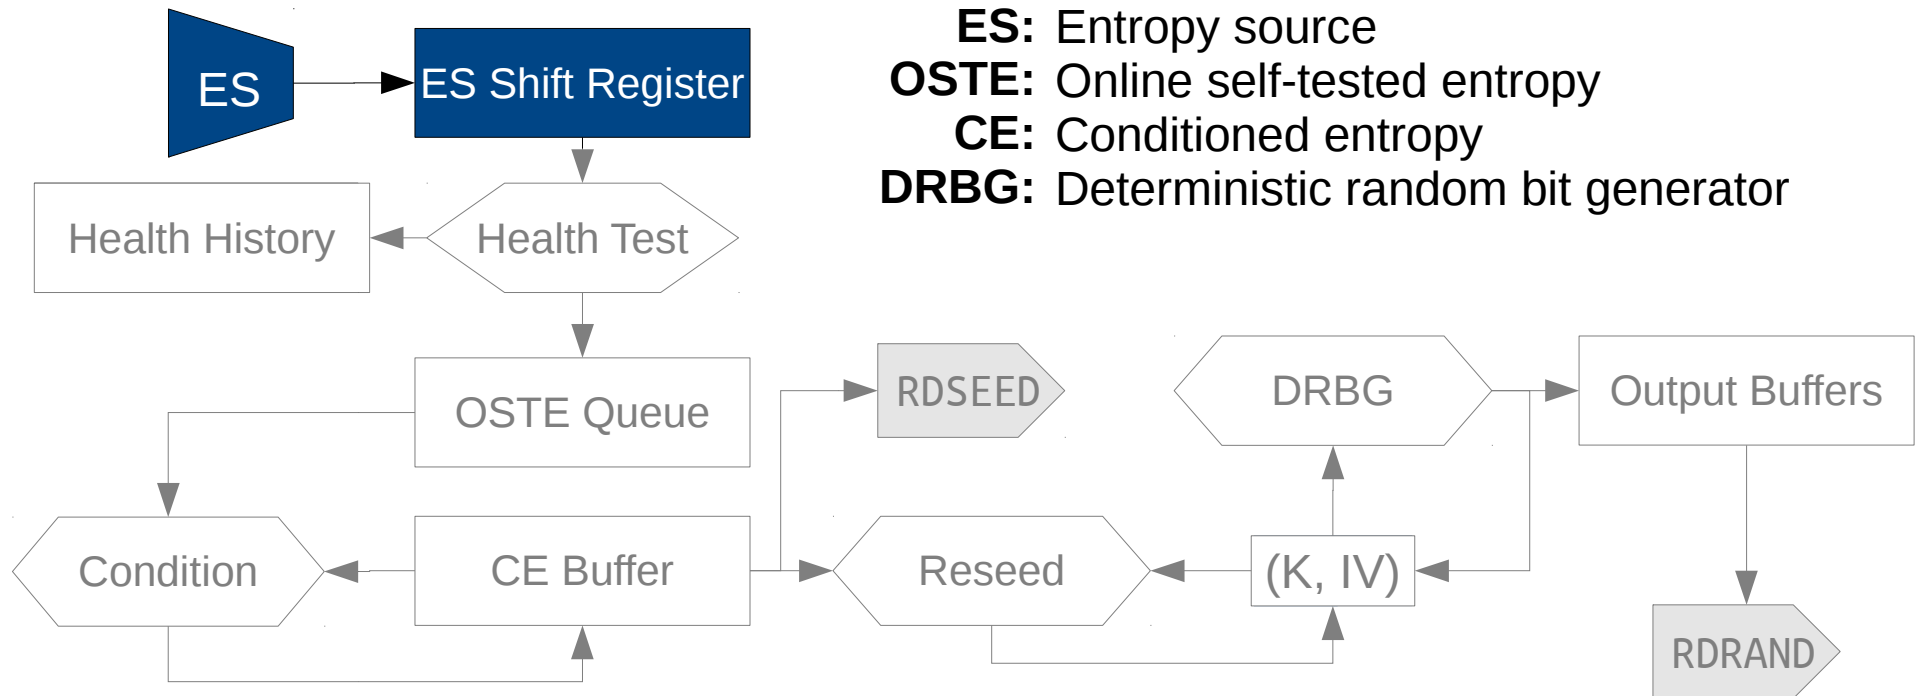 ES
ES Shift Register
ES: Entropy source
OSTE: Online self-tested entropy
CE: Conditioned entropy
DRBG: Deterministic random bit generator
Health History
Health Test
OSTE Queue
RDSEED
DRBG
Output Buffers
Condition
CE Buffer
Reseed
(K, IV)
RDRAND